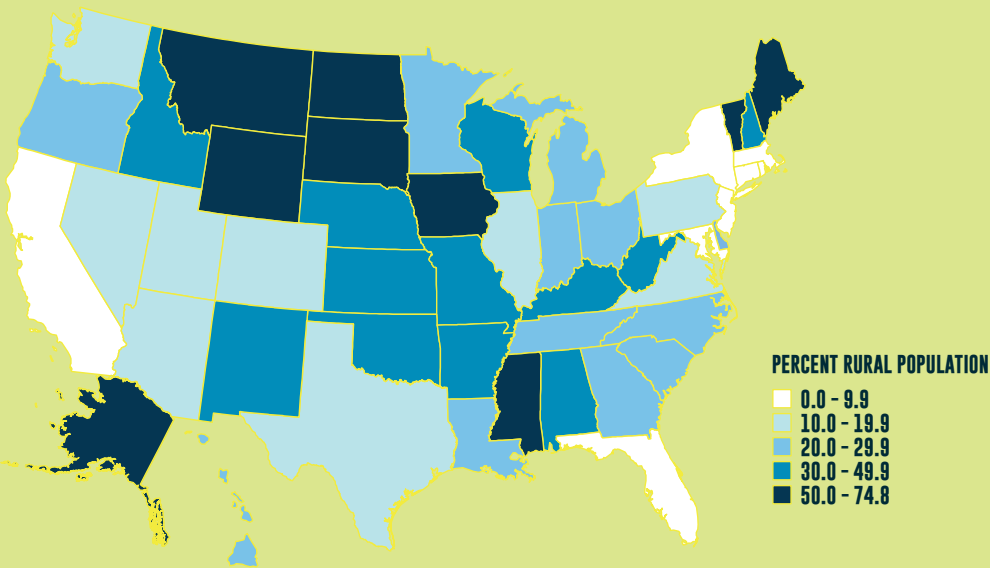 PERCENT RURAL POPULATION
0.0 - 9.9
10.0 - 19.9
20.0 - 29.9
30.0 - 49.9
50.0 - 74.8